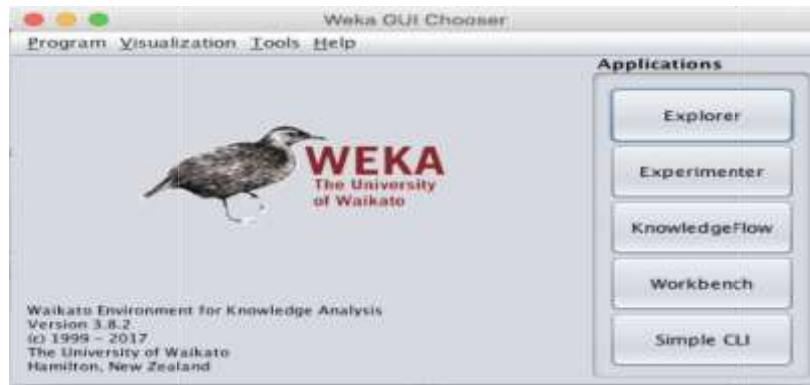 Weka GUI Chooser
Program Visualization Tools Help
Applications
WEKA
The University
of Waikato
Explorer
Experimenter
KnowledgeFlow
Workbench
Simple CLI
Waikato Environment for Knowledge Analysis
Version 3.8.2
(c) 1999 - 2017
The University of Waikato
Hamilton, New Zealand